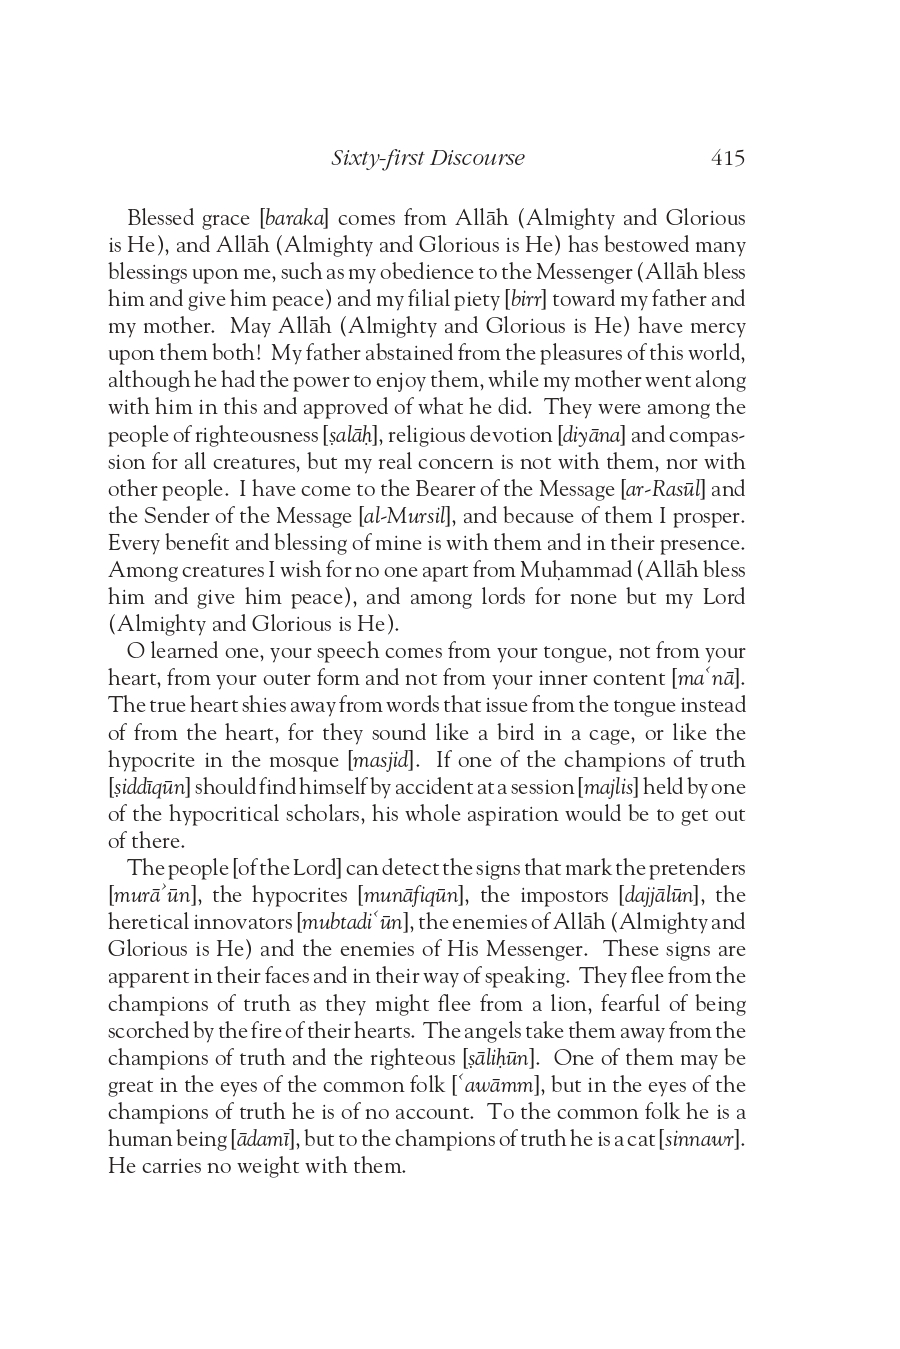 Sixty-first Discourse 415
Blessed grace [baraka] comes from Allāh (Almighty and Glorious
is He), and Allāh (Almighty and Glorious is He) has bestowed many
blessings upon me, such as my obedience to the Messenger (Allāh bless
him and give him peace) and my filial piety [birr] toward my father and
my mother. May Allāh (Almighty and Glorious is He) have mercy
upon them both! My father abstained from the pleasures of this world,
although he had the power to enjoy them, while my mother went along
with him in this and approved of what he did. They were among the
people of righteousness [ṣalāḥ], religious devotion [diyāna] and compas-
sion for all creatures, but my real concern is not with them, nor with
other people. I have come to the Bearer of the Message [ar-Rasūl] and
the Sender of the Message [al-Mursil], and because of them I prosper.
Every benefit and blessing of mine is with them and in their presence.
Among creatures I wish for no one apart from Muḥammad (Allāh bless
him and give him peace), and among lords for none but my Lord
(Almighty and Glorious is He).
O learned one, your speech comes from your tongue, not from your
heart, from your outer form and not from your inner content [maʿnā].
The true heart shies away from words that issue from the tongue instead
of from the heart, for they sound like a bird in a cage, or like the
hypocrite in the mosque [masjid]. If one of the champions of truth
[ṣiddīqūn] should find himself by accident at a session [majlis] held by one
of the hypocritical scholars, his whole aspiration would be to get out
of there.
The people [of the Lord] can detect the signs that mark the pretenders
[murāʾūn], the hypocrites [munāfiqūn], the impostors [dajjālūn], the
heretical innovators [mubtadiʿūn], the enemies of Allāh (Almighty and
Glorious is He) and the enemies of His Messenger. These signs are
apparent in their faces and in their way of speaking. They flee from the
champions of truth as they might flee from a lion, fearful of being
scorched by the fire of their hearts. The angels take them away from the
champions of truth and the righteous [ṣāliḥūn]. One of them may be
great in the eyes of the common folk [ʿawāmm], but in the eyes of the
champions of truth he is of no account. To the common folk he is a
human being [ādamī], but to the champions of truth he is a cat [sinnawr].
He carries no weight with them.